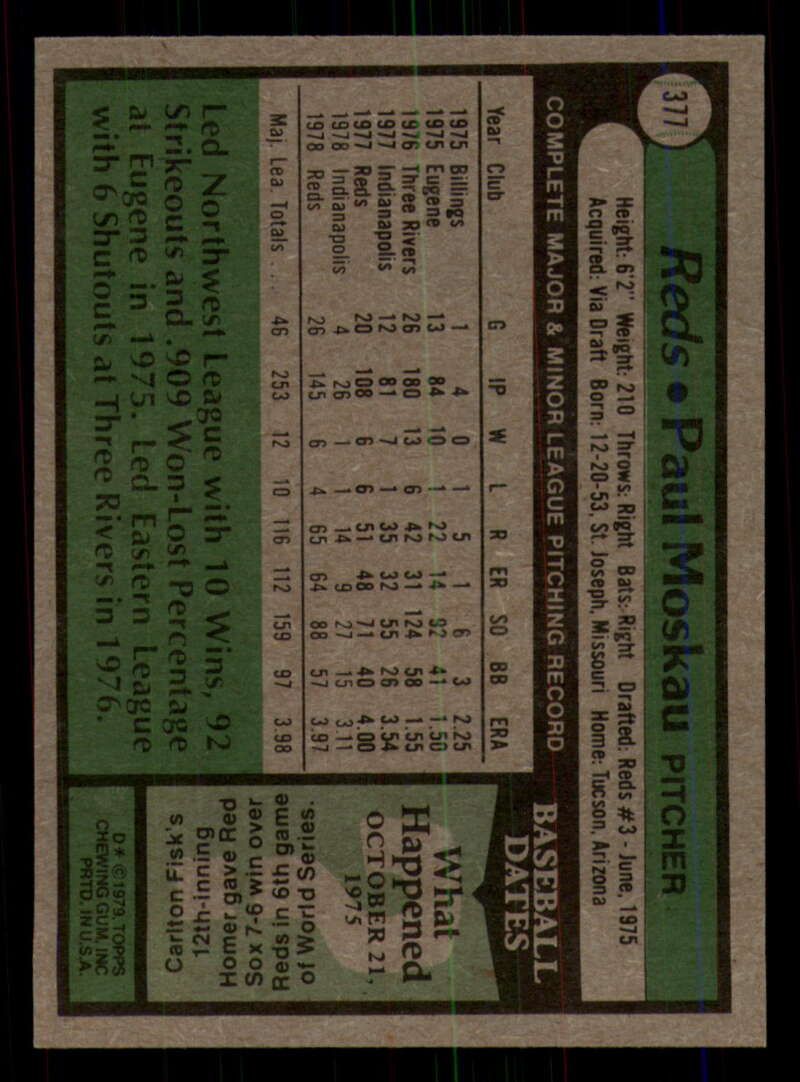 377
Reds • Paul Moskau PITCHER
Height: 6'2" Weight: 210 Throws: Right Bats: Right Drafted: Reds #3 - June, 1975
Acquired: Via Draft Born: 12-20-53, St. Joseph, Missouri Home: Tucson, Arizona
COMPLETE MAJOR & MINOR LEAGUE PITCHING RECORD
Year Club G IP W L R ER SO BB ERA
1975 Billings 1 4 0 1 5 1 6 3 2.25
1975 Eugene 13 84 10 1 22 14 92 41 1.50
1976 Three Rivers 26 180 13 6 42 31 124 58 1.55
1977 Indianapolis 12 81 7 1 35 32 55 26 3.54
1977 Reds 20 108 6 6 51 48 71 40 4.00
1978 Indianapolis 4 26 1 1 14 9 27 15 3.11
1978 Reds 26 145 6 4 65 64 88 57 3.97
Maj. Lea. Totals . . . 46 253 12 10 116 112 159 97 3.98
Led Northwest League with 10 Wins, 92
Strikeouts and .909 Won-Lost Percentage
at Eugene in 1975. Led Eastern League
with 6 Shutouts at Three Rivers in 1976.
BASEBALL
DATES
What
Happened
OCTOBER 21,
1975
Carlton Fisk's
12th-inning
Homer gave Red
Sox 7-6 win over
Reds in 6th game
of World Series.
D* © 1979, TOPPS
CHEWING GUM, INC
PRTD. IN U.S.A.